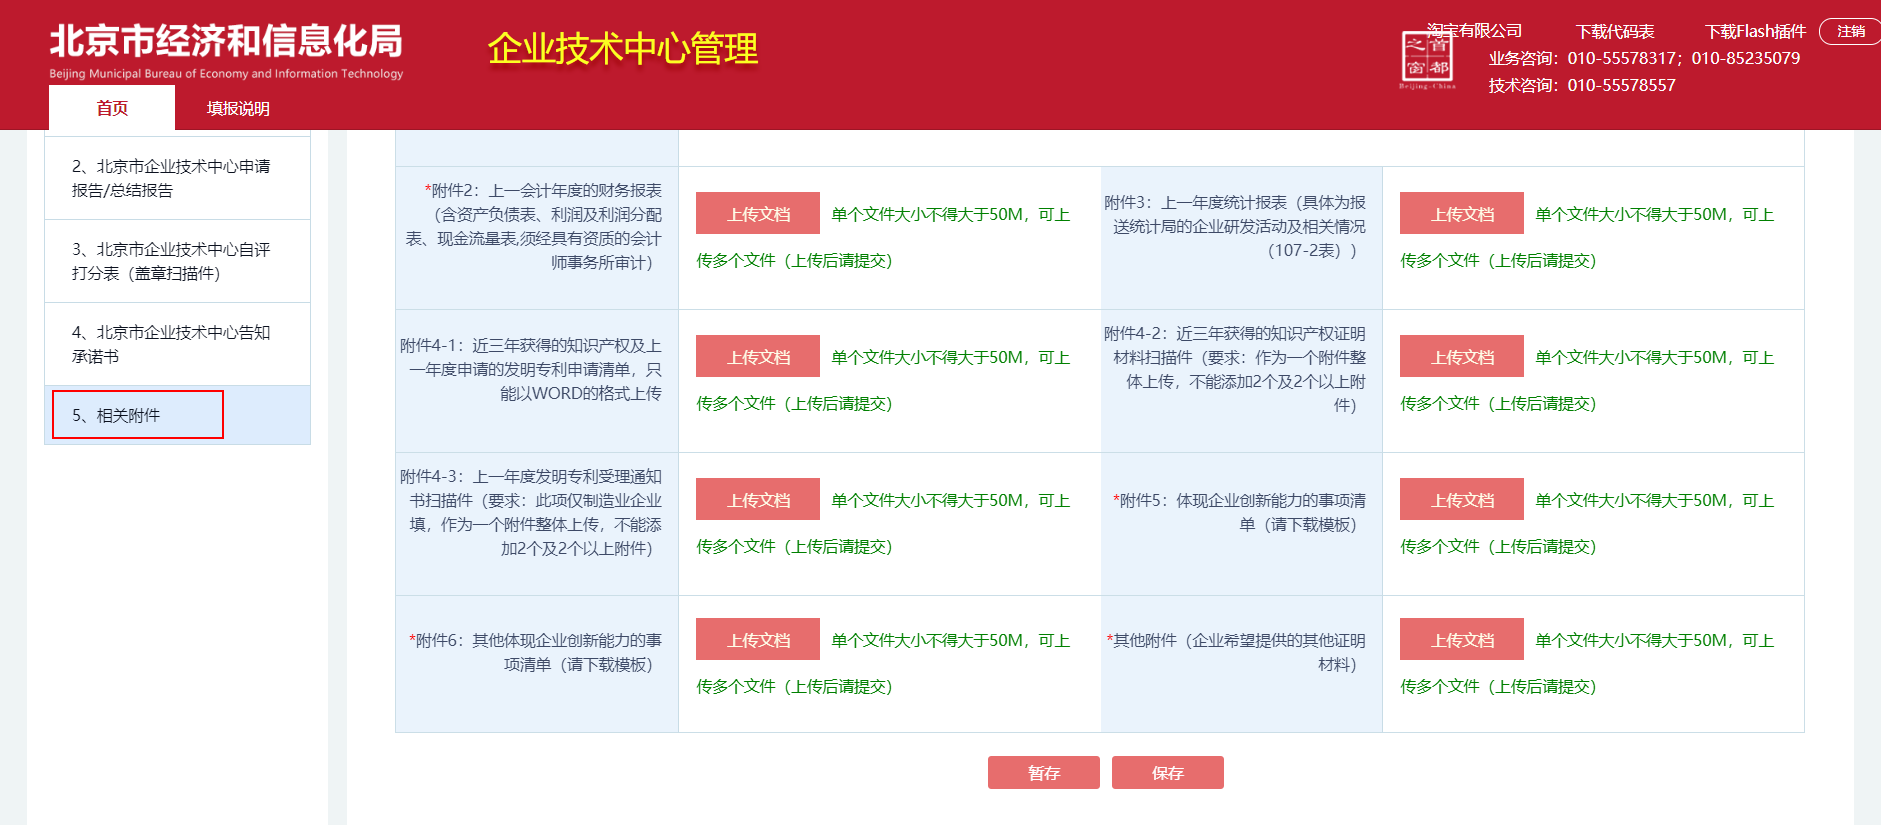 北京市经济和信息化局
Beijing Municipal Bureau of Economy and Information Technology
企业技术中心管理
首都之窗
Beijing-China
淘宝有限公司
下载代码表
下载Flash插件
注销
业务咨询：010-55578317；010-85235079
技术咨询：010-55578557
首页
填报说明
2、北京市企业技术中心申请
报告/总结报告
3、北京市企业技术中心自评
打分表（盖章扫描件）
4、北京市企业技术中心告知
承诺书
5、相关附件
*附件2：上一会计年度的财务报表
（含资产负债表、利润及利润分配
表、现金流量表,须经具有资质的会计
师事务所审计）
上传文档 单个文件大小不得大于50M，可上
传多个文件（上传后请提交）
附件3：上一年度统计报表（具体为报
送统计局的企业研发活动及相关情况
（107-2表））
上传文档 单个文件大小不得大于50M，可上
传多个文件（上传后请提交）
附件4-1：近三年获得的知识产权及上
一年度申请的发明专利申请清单，只
能以WORD的格式上传
上传文档 单个文件大小不得大于50M，可上
传多个文件（上传后请提交）
附件4-2：近三年获得的知识产权证明
材料扫描件（要求：作为一个附件整
体上传，不能添加2个及2个以上附
件）
上传文档 单个文件大小不得大于50M，可上
传多个文件（上传后请提交）
附件4-3：上一年度发明专利受理通知
书扫描件（要求：此项仅制造业企业
填，作为一个附件整体上传，不能添
加2个及2个以上附件）
上传文档 单个文件大小不得大于50M，可上
传多个文件（上传后请提交）
*附件5：体现企业创新能力的事项清
单（请下载模板）
上传文档 单个文件大小不得大于50M，可上
传多个文件（上传后请提交）
*附件6：其他体现企业创新能力的事
项清单（请下载模板）
上传文档 单个文件大小不得大于50M，可上
传多个文件（上传后请提交）
*其他附件（企业希望提供的其他证明
材料）
上传文档 单个文件大小不得大于50M，可上
传多个文件（上传后请提交）
暂存
保存